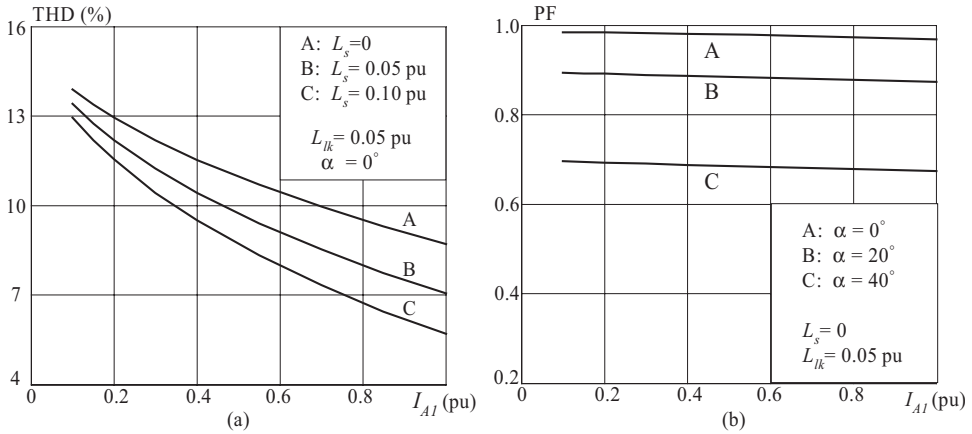 THD (%)
16
13
10
7
4
A: L_s=0
B: L_s= 0.05 pu
C: L_s= 0.10 pu
L_lk= 0.05 pu
α = 0°
A
B
C
0
0.2
0.4
0.6
0.8
I_A1 (pu)
(a)
PF
1.0
0.8
0.6
0.4
0.2
A
B
C
A: α = 0°
B: α = 20°
C: α = 40°
L_s= 0
L_lk= 0.05 pu
0
0.2
0.4
0.6
0.8
I_A1 (pu)
(b)